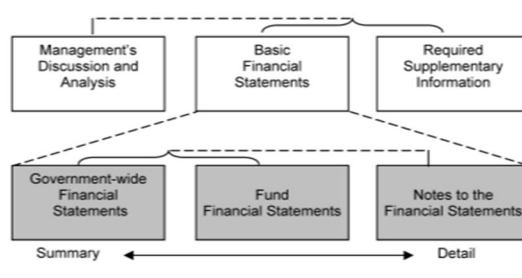 Management's
Discussion and
Analysis
Basic
Financial
Statements
Required
Supplementary
Information
Government-wide
Financial
Statements
Fund
Financial Statements
Notes to the
Financial Statements
Summary
Detail